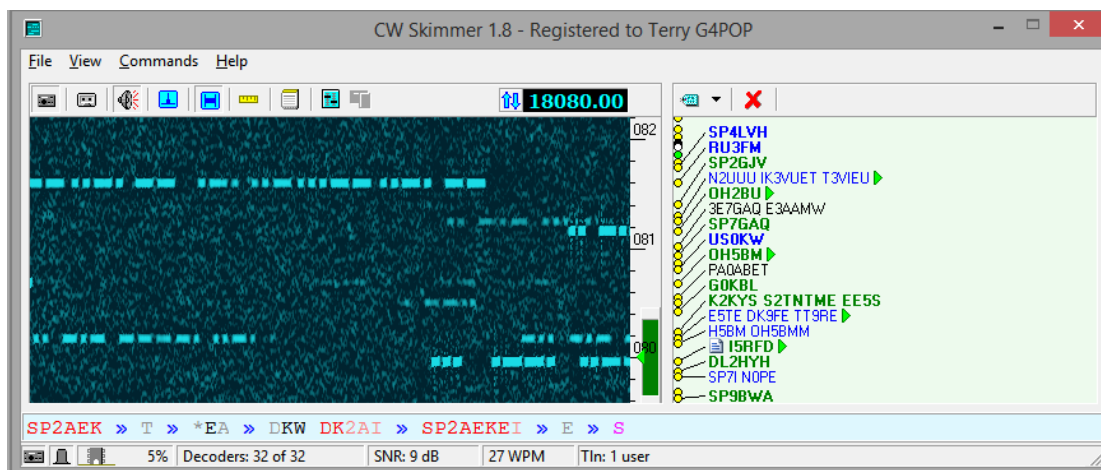 CW Skimmer 1.8 - Registered to Terry G4POP
File View Commands Help
18080.00
082
081
080
SP4LVH
RU3FM
SP2GJV
N2UUU IK3VUET T3VIEU
OH2BU
3E7GAQ E3AAMW
SP7GAQ
US0KW
OH5BM
PA0ABET
G0KBL
K2KYS S2TNTME EE5S
E5TE DK9FE TT9RE
H5BM OH5BMM
I5RFD
DL2HYH
SP7I N0PE
SP9BWA
SP2AEK » T » *EA » DKW DK2AI » SP2AEKEI » E » S
5% Decoders: 32 of 32 SNR: 9 dB 27 WPM Tln: 1 user